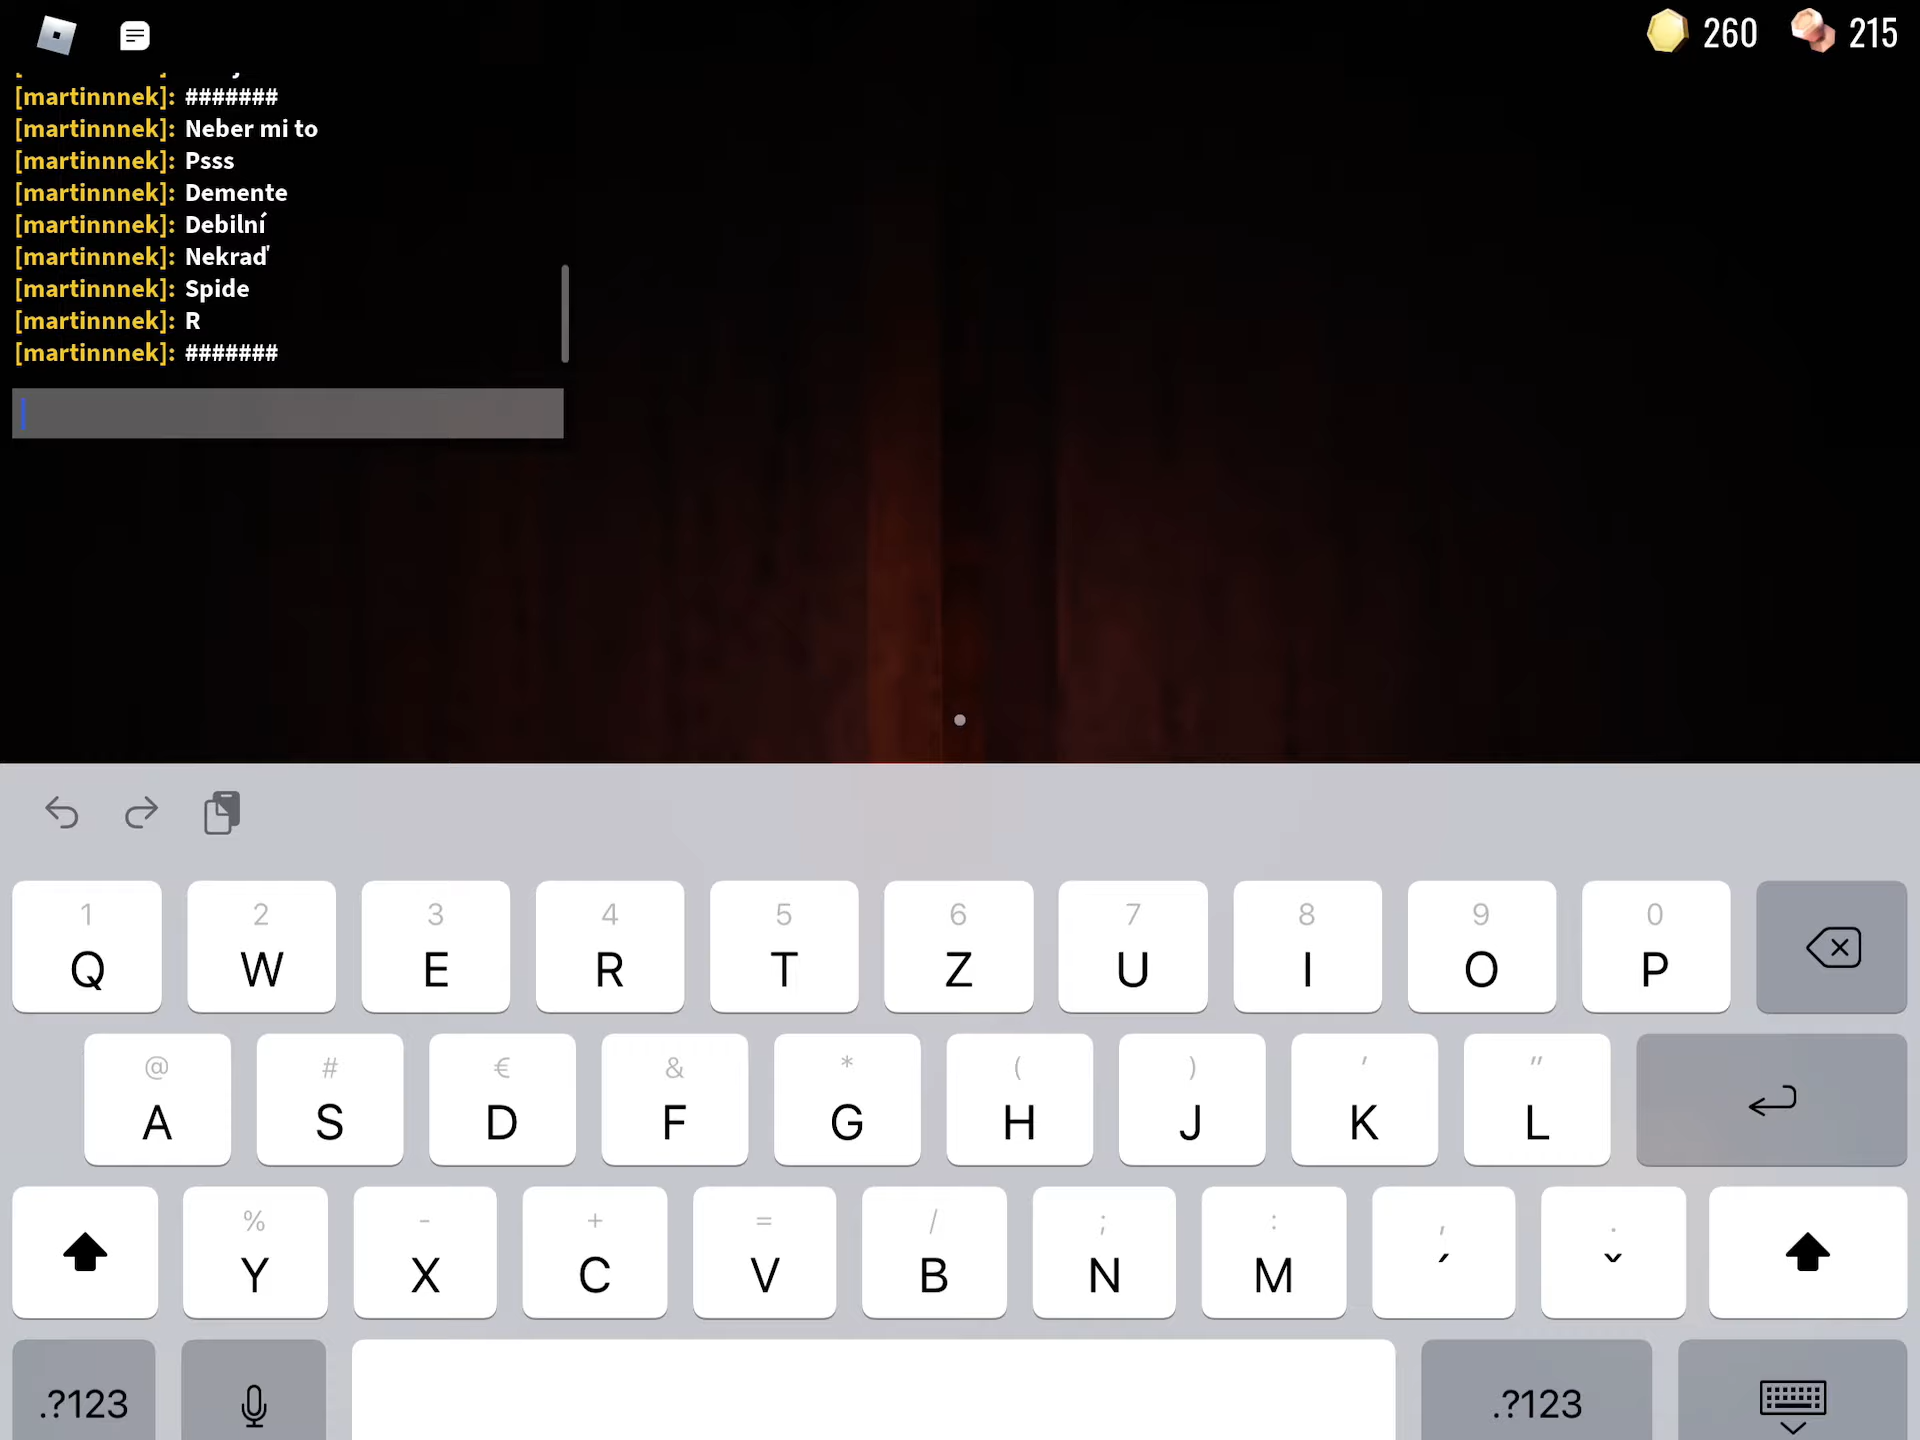 260 215
[martinnnek]: #######
[martinnnek]: Neber mi to
[martinnnek]: Psss
[martinnnek]: Demente
[martinnnek]: Debilní
[martinnnek]: Nekraď
[martinnnek]: Spide
[martinnnek]: R
[martinnnek]: #######
1 2 3 4 5 6 7 8 9 0
Q W E R T Z U I O P
@ # € & * ( ) ' "
A S D F G H J K L
% - + = / ; : , .
Y X C V B N M ´ ˇ
.?123 .?123